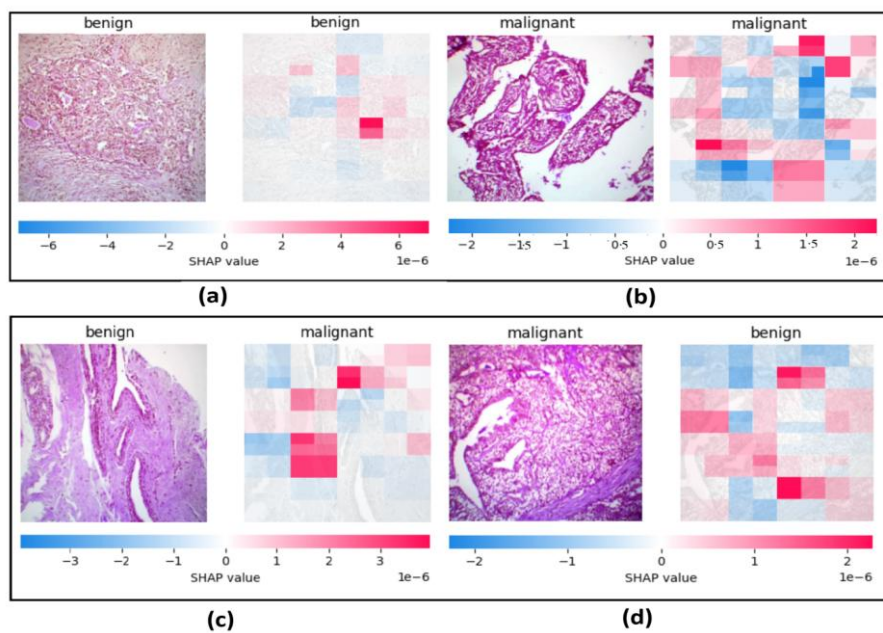 benign benign malignant malignant
−6 −4 −2 0 2 4 6 −2 −1·5 −1 0·5 0 0·5 1 1·5 2
SHAP value SHAP value
1e−6 1e−6
(a) (b)
benign malignant malignant benign
−3 −2 −1 0 1 2 3 −2 −1 0 1 2
SHAP value 1e−6 SHAP value 1e−6
(c) (d)